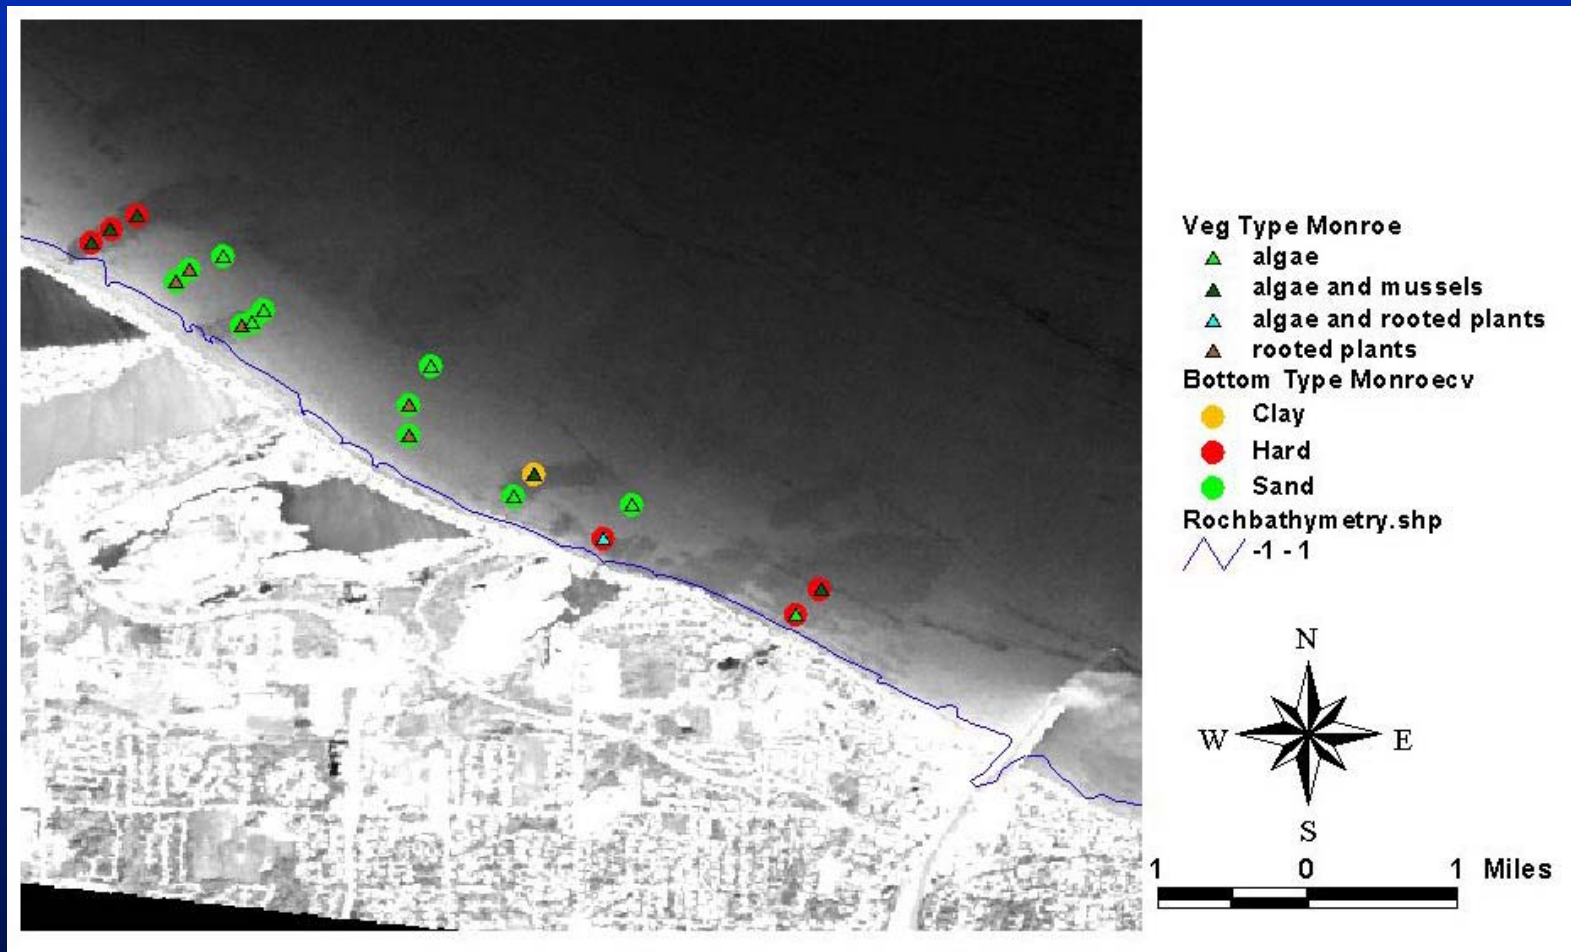 Veg Type Monroe
algae
algae and mussels
algae and rooted plants
rooted plants
Bottom Type Monroecv
Clay
Hard
Sand
Rochbathymetry.shp
-1 - 1
N
W E
S
1 0 1 Miles